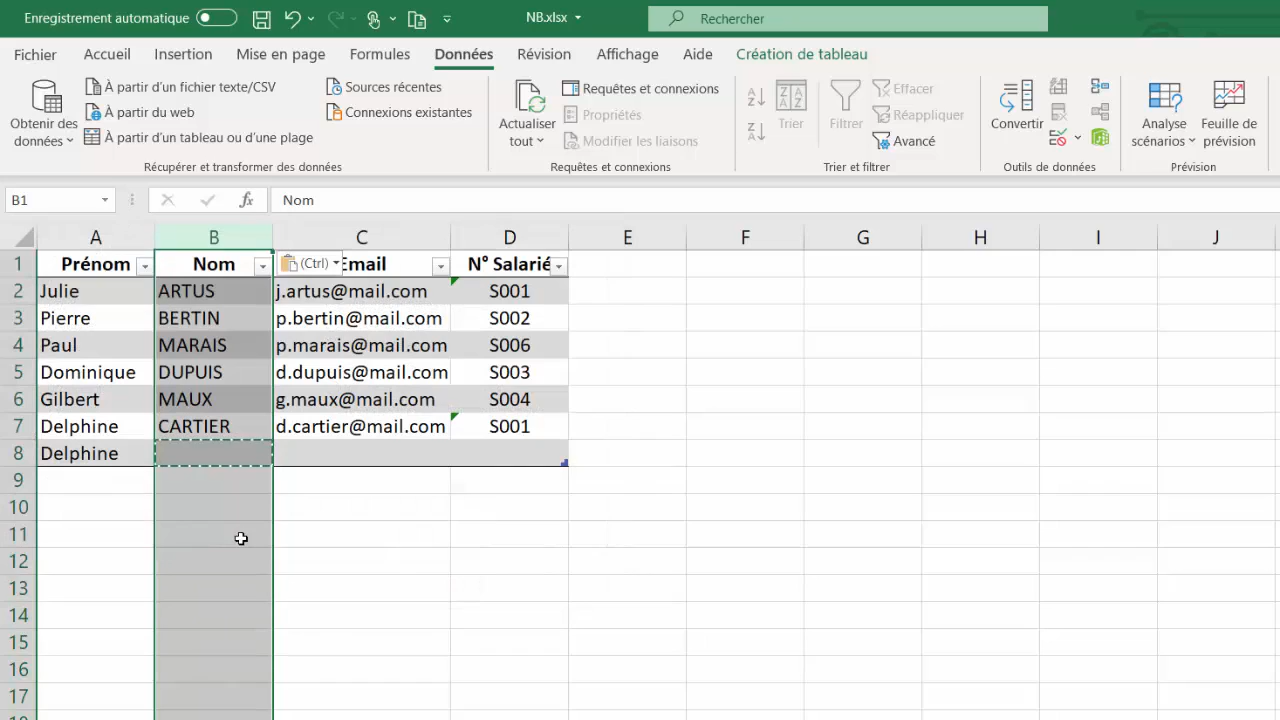 Enregistrement automatique NB.xlsx Rechercher
Fichier Accueil Insertion Mise en page Formules Données Révision Affichage Aide Création de tableau
Obtenir des données
À partir d'un fichier texte/CSV
À partir du web
À partir d'un tableau ou d'une plage
Sources récentes
Connexions existantes
Récupérer et transformer des données
Actualiser tout
Requêtes et connexions
Propriétés
Modifier les liaisons
Requêtes et connexions
Trier
Filtrer
Effacer
Réappliquer
Avancé
Trier et filtrer
Convertir
Outils de données
Analyse scénarios
Feuille de prévision
Prévision
B1 fx Nom
A B C D E F G H I J
1 Prénom Nom (Ctrl) Email N° Salarié
2 Julie ARTUS j.artus@mail.com S001
3 Pierre BERTIN p.bertin@mail.com S002
4 Paul MARAIS p.marais@mail.com S006
5 Dominique DUPUIS d.dupuis@mail.com S003
6 Gilbert MAUX g.maux@mail.com S004
7 Delphine CARTIER d.cartier@mail.com S001
8 Delphine
9
10
11
12
13
14
15
16
17